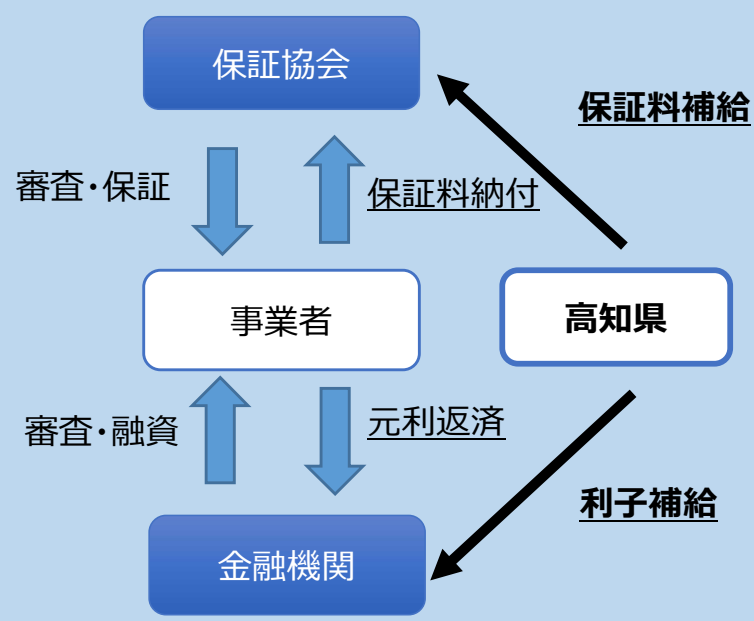 保証協会
保証料補給
審査・保証
保証料納付
事業者
高知県
審査・融資
元利返済
利子補給
金融機関